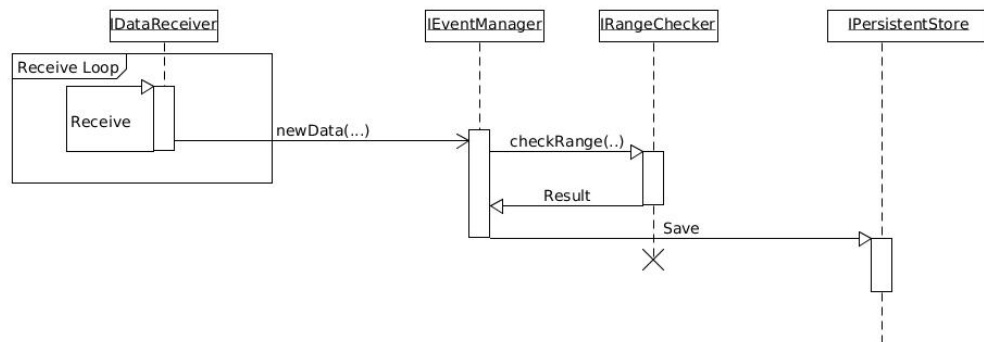 IDataReceiver
IEventManager
IRangeChecker
IPersistentStore
Receive Loop
Receive
newData(...)
checkRange(..)
Result
Save